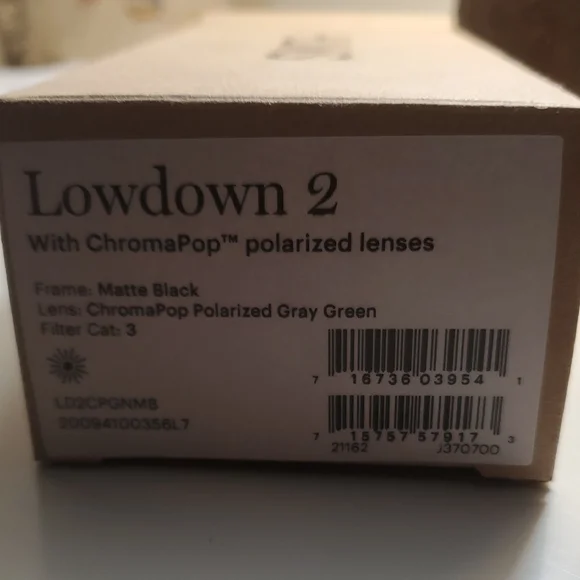 Lowdown 2
With ChromaPop™ polarized lenses
Frame: Matte Black
Lens: ChromaPop Polarized Gray Green
Filter Cat: 3
LD2CPGNMB
20094100356L7
7 16736 03954 1
7 15757 57917 3
21162 J370700